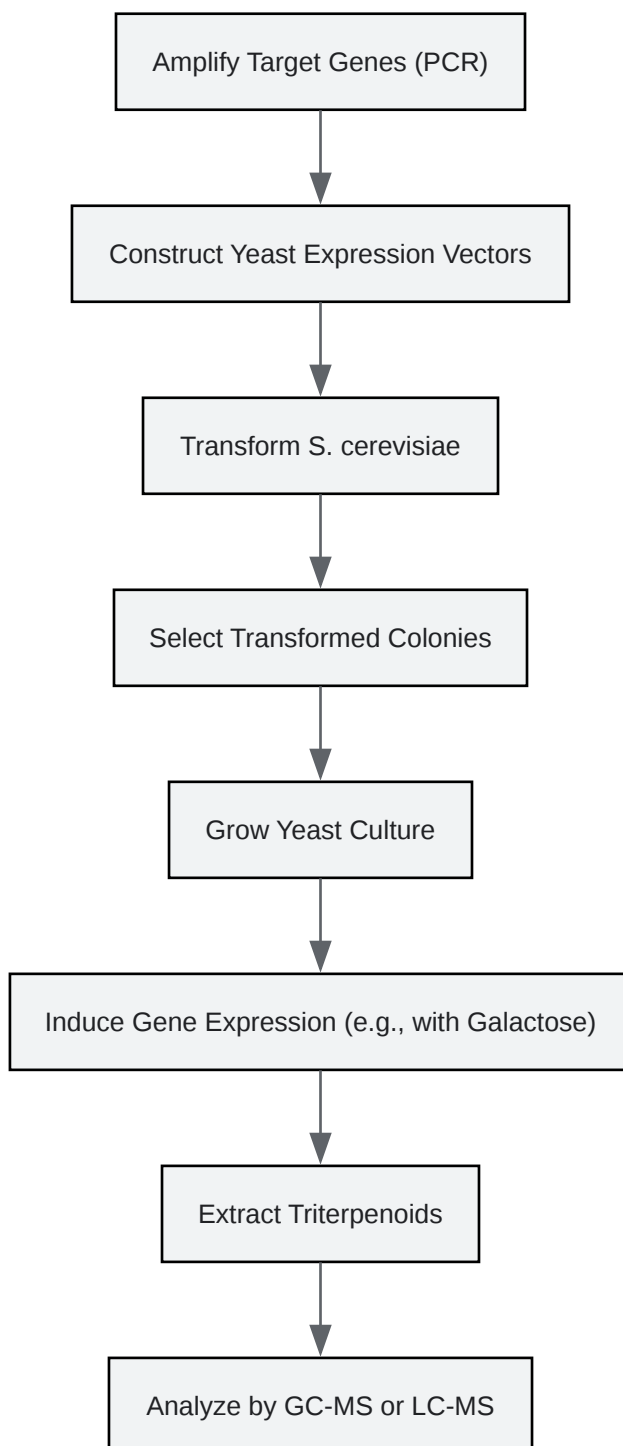 Amplify Target Genes (PCR)
Construct Yeast Expression Vectors
Transform S. cerevisiae
Select Transformed Colonies
Grow Yeast Culture
Induce Gene Expression (e.g., with Galactose)
Extract Triterpenoids
Analyze by GC-MS or LC-MS